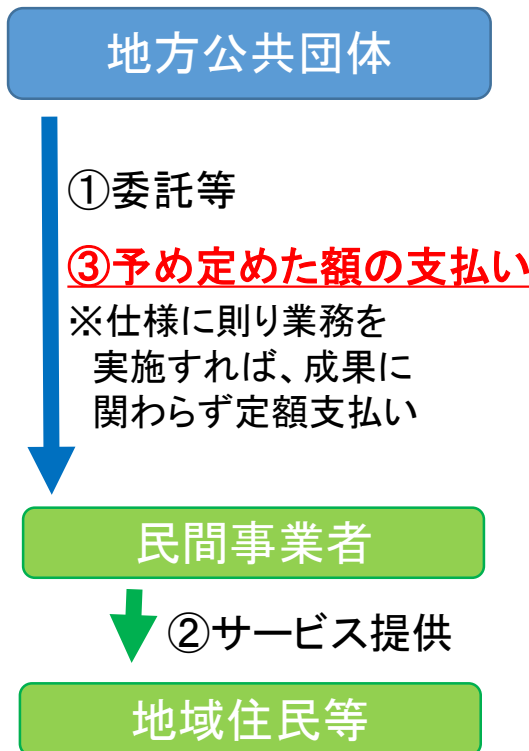 地方公共団体
①委託等
③予め定めた額の支払い
※仕様に則り業務を
実施すれば、成果に
関わらず定額支払い
民間事業者
②サービス提供
地域住民等